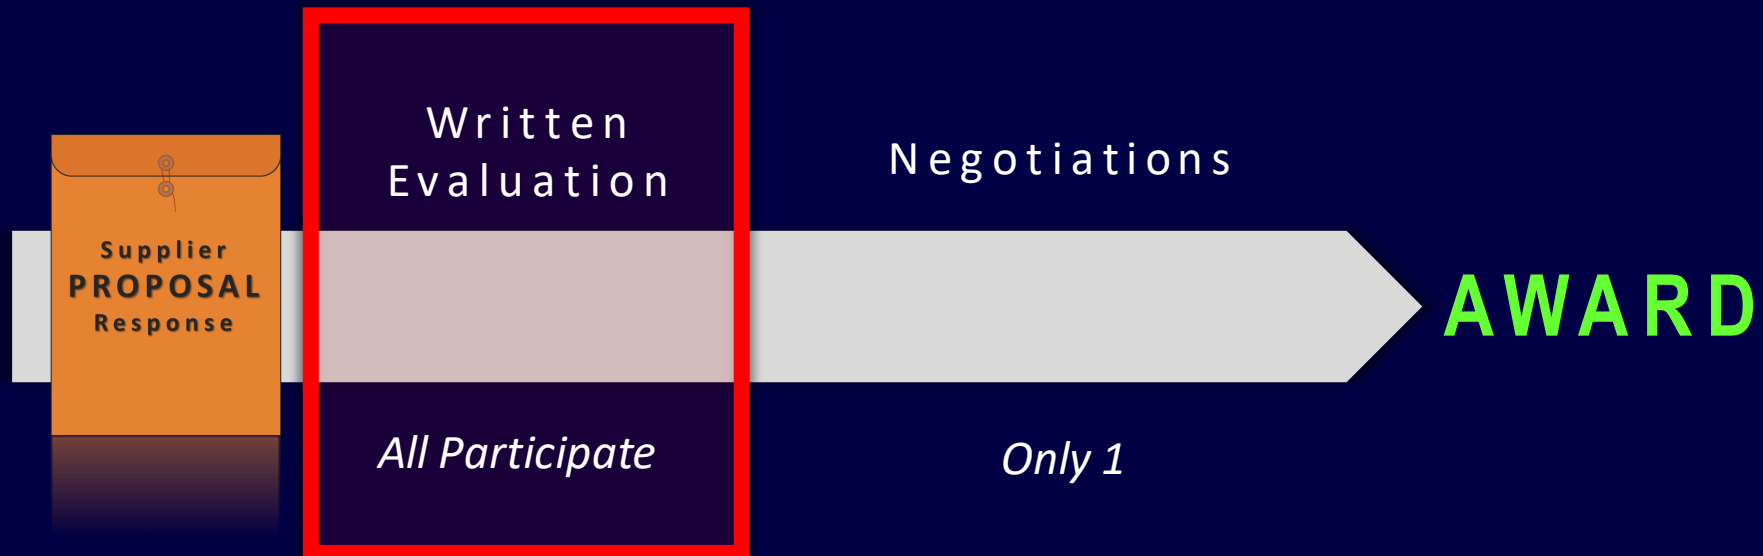 Supplier
PROPOSAL
Response
Written
Evaluation
All Participate
Negotiations
Only 1
AWARD